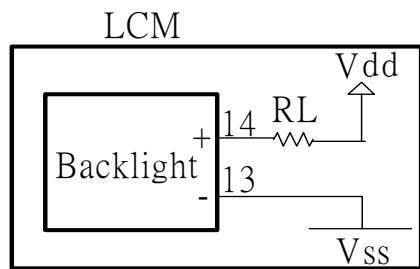 LCM
Vdd
RL
+ 14
Backlight
- 13
Vss